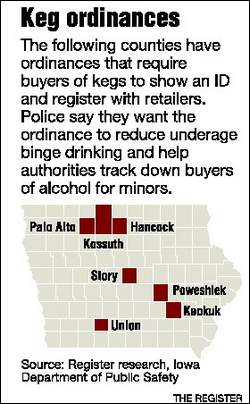 Keg ordinances
The following counties have
ordinances that require
buyers of kegs to show an ID
and register with retailers.
Police say they want the
ordinance to reduce underage
binge drinking and help
authorities track down buyers
of alcohol for minors.
Palo Alto
Hancock
Kossuth
Story
Poweshiek
Keokuk
Union
Source: Register research, Iowa
Department of Public Safety
THE REGISTER